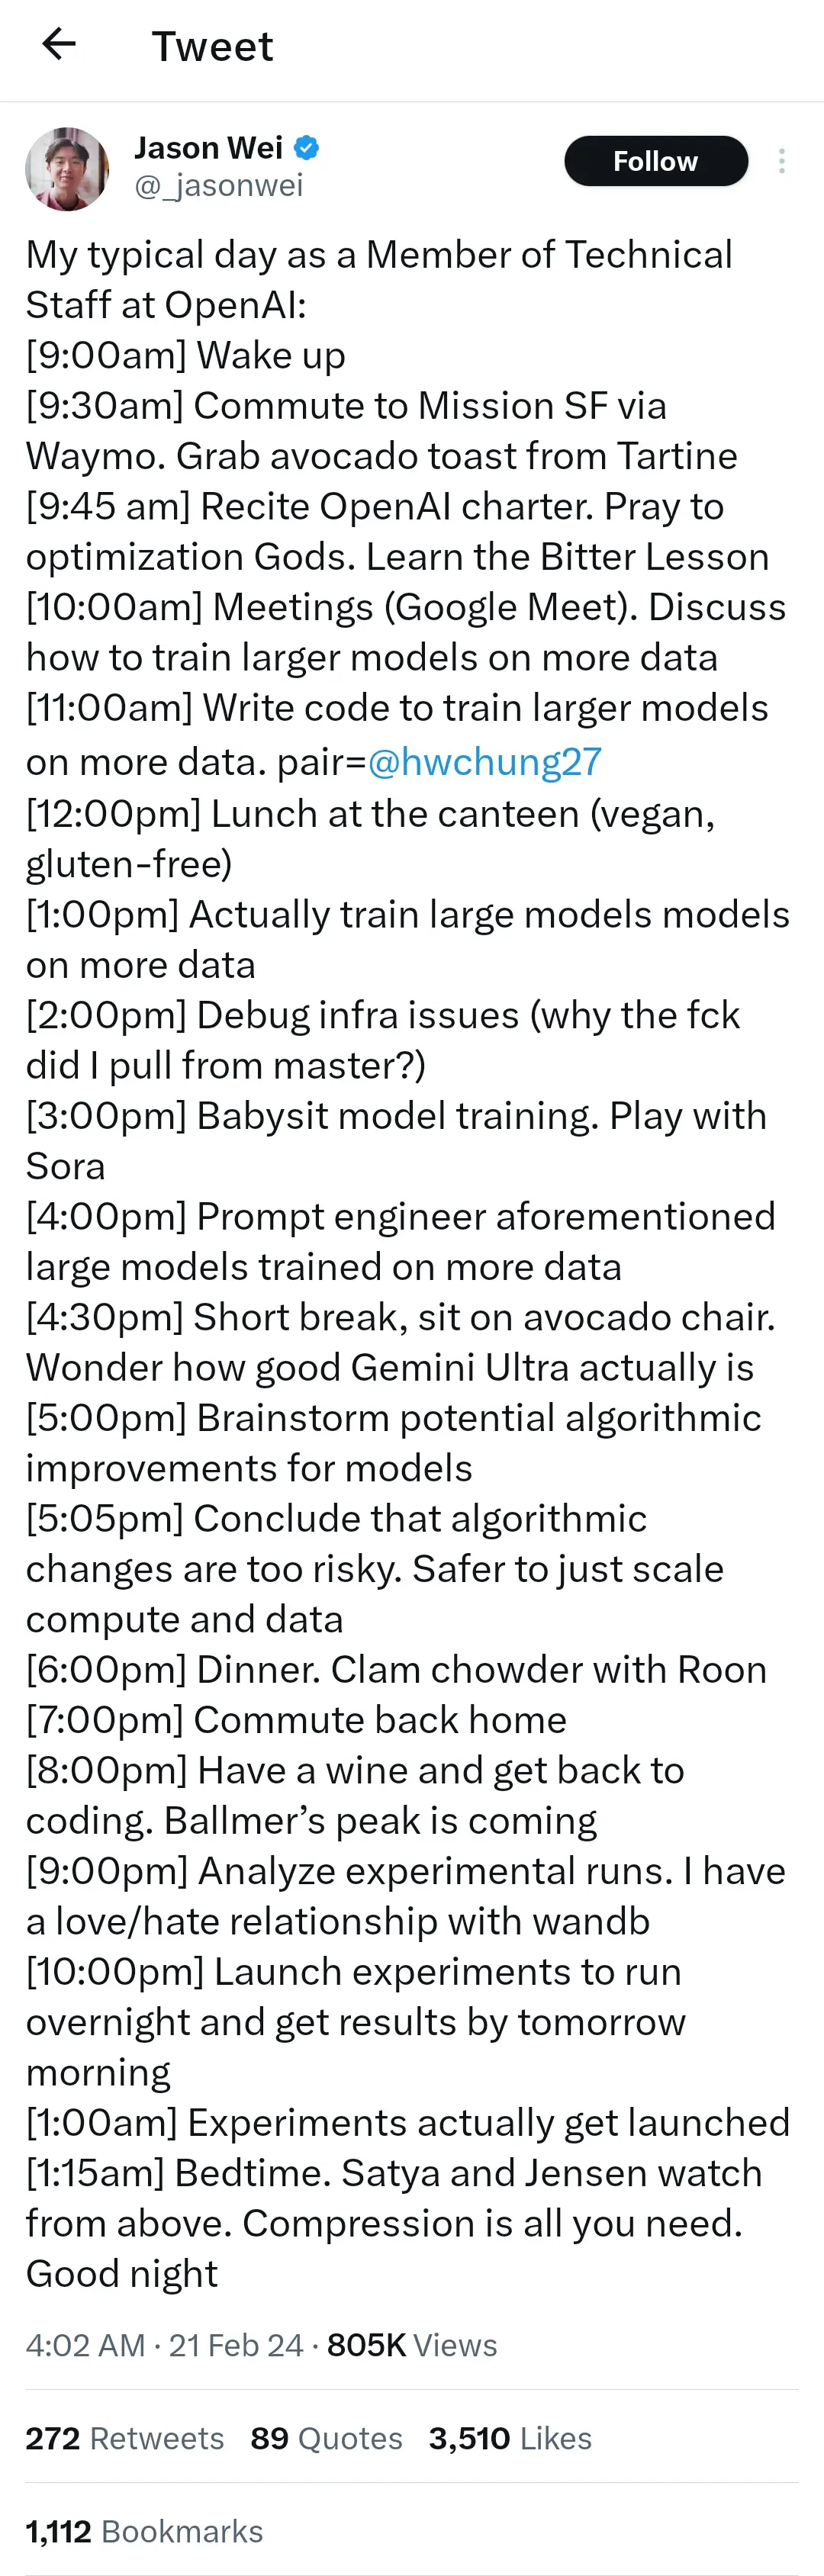 Tweet
Jason Wei
@_jasonwei
Follow
My typical day as a Member of Technical
Staff at OpenAI:
[9:00am] Wake up
[9:30am] Commute to Mission SF via
Waymo. Grab avocado toast from Tartine
[9:45 am] Recite OpenAI charter. Pray to
optimization Gods. Learn the Bitter Lesson
[10:00am] Meetings (Google Meet). Discuss
how to train larger models on more data
[11:00am] Write code to train larger models
on more data. pair=@hwchung27
[12:00pm] Lunch at the canteen (vegan,
gluten-free)
[1:00pm] Actually train large models models
on more data
[2:00pm] Debug infra issues (why the fck
did I pull from master?)
[3:00pm] Babysit model training. Play with
Sora
[4:00pm] Prompt engineer aforementioned
large models trained on more data
[4:30pm] Short break, sit on avocado chair.
Wonder how good Gemini Ultra actually is
[5:00pm] Brainstorm potential algorithmic
improvements for models
[5:05pm] Conclude that algorithmic
changes are too risky. Safer to just scale
compute and data
[6:00pm] Dinner. Clam chowder with Roon
[7:00pm] Commute back home
[8:00pm] Have a wine and get back to
coding. Ballmer’s peak is coming
[9:00pm] Analyze experimental runs. I have
a love/hate relationship with wandb
[10:00pm] Launch experiments to run
overnight and get results by tomorrow
morning
[1:00am] Experiments actually get launched
[1:15am] Bedtime. Satya and Jensen watch
from above. Compression is all you need.
Good night
4:02 AM · 21 Feb 24 · 805K Views
272 Retweets 89 Quotes 3,510 Likes
1,112 Bookmarks